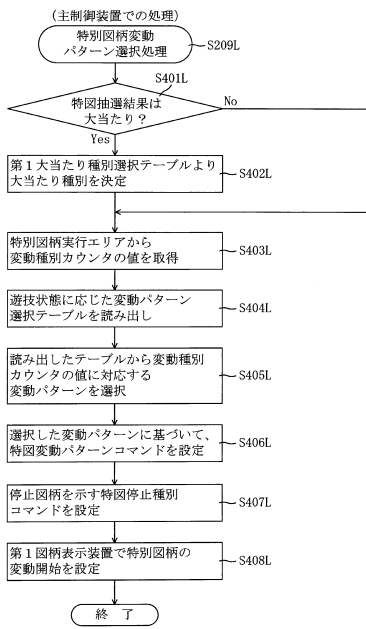 (主制御装置での処理)
特別図柄変動
パターン選択処理
S209L
S401L
特図抽選結果は
大当たり？
No
Yes
第１大当たり種別選択テーブルより
大当たり種別を決定
S402L
特別図柄実行エリアから
変動種別カウンタの値を取得
S403L
遊技状態に応じた変動パターン
選択テーブルを読み出し
S404L
読み出したテーブルから変動種別
カウンタの値に対応する
変動パターンを選択
S405L
選択した変動パターンに基づいて、
特図変動パターンコマンドを設定
S406L
停止図柄を示す特図停止種別
コマンドを設定
S407L
第１図柄表示装置で特別図柄の
変動開始を設定
S408L
終 了